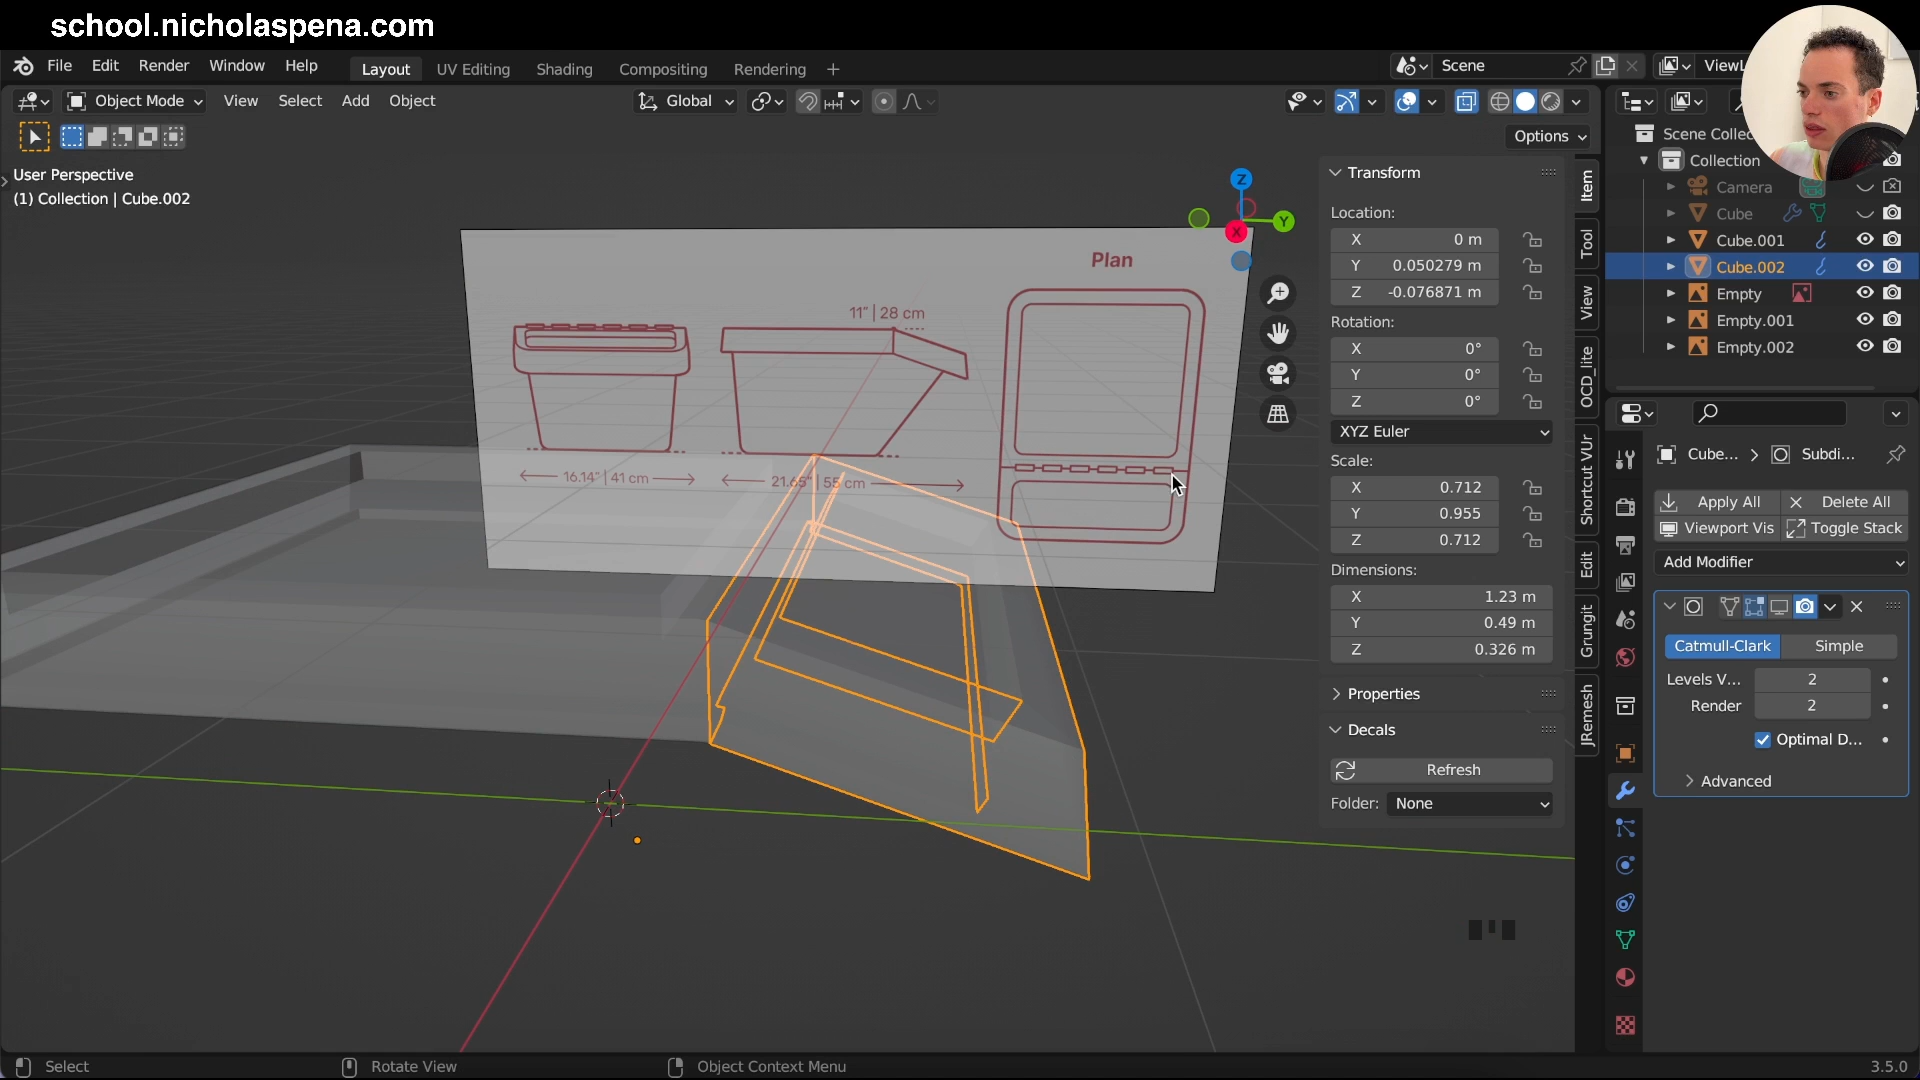 school.nicholaspena.com
File Edit Render Window Help Layout UV Editing Shading Compositing Rendering + Scene
Object Mode View Select Add Object Global
Options
User Perspective
(1) Collection | Cube.002
Transform
Location:
X 0 m
Y 0.050279 m
Z -0.076871 m
Rotation:
X 0°
Y 0°
Z 0°
XYZ Euler
Scale:
X 0.712
Y 0.955
Z 0.712
Dimensions:
X 1.23 m
Y 0.49 m
Z 0.326 m
Properties
Decals
Refresh
Folder: None
Item
Tool
View
OCD_lite
Shortcut VUr
Edit
Grungit
JRemesh
Z
Y
X
Plan
11" | 28 cm
16.14" | 41 cm
21.65" | 55 cm
Collection
Camera
Cube
Cube.001
Cube.002
Empty
Empty.001
Empty.002
Cube... Subdi...
Apply All Delete All
Viewport Vis Toggle Stack
Add Modifier
Catmull-Clark Simple
Levels V... 2
Render 2
Optimal D...
Advanced
Select Rotate View Object Context Menu 3.5.0